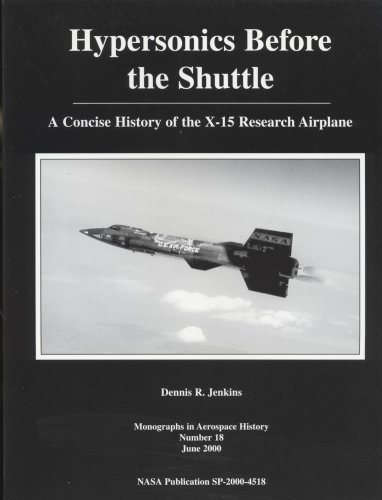 Hypersonics Before
the Shuttle
A Concise History of the X-15 Research Airplane
NASA
U.S. AIR FORCE
Dennis R. Jenkins
Monographs in Aerospace History
Number 18
June 2000
NASA Publication SP-2000-4518